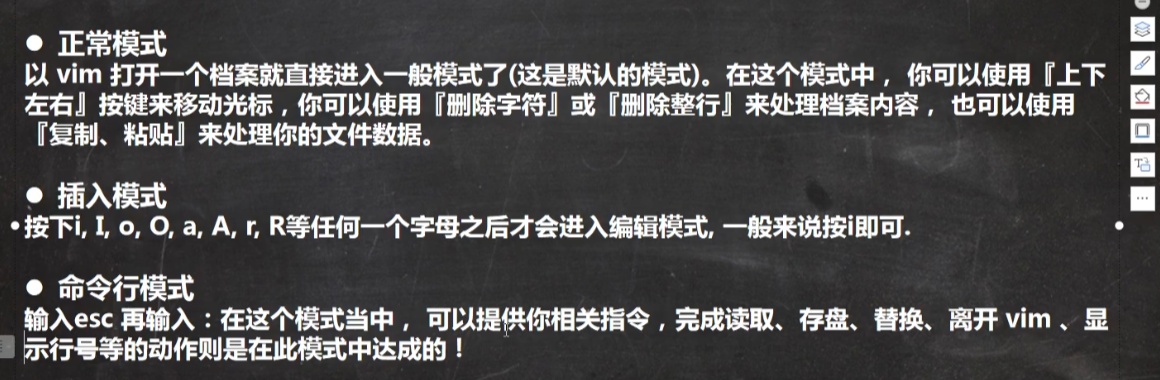 ● 正常模式
以 vim 打开一个档案就直接进入一般模式了(这是默认的模式)。在这个模式中， 你可以使用『上下
左右』按键来移动光标，你可以使用『删除字符』或『删除整行』来处理档案内容， 也可以使用
『复制、粘贴』来处理你的文件数据。
● 插入模式
按下i, I, o, O, a, A, r, R等任何一个字母之后才会进入编辑模式, 一般来说按i即可.
● 命令行模式
输入esc 再输入：在这个模式当中， 可以提供你相关指令，完成读取、存盘、替换、离开 vim 、显
示行号等的动作则是在此模式中达成的！